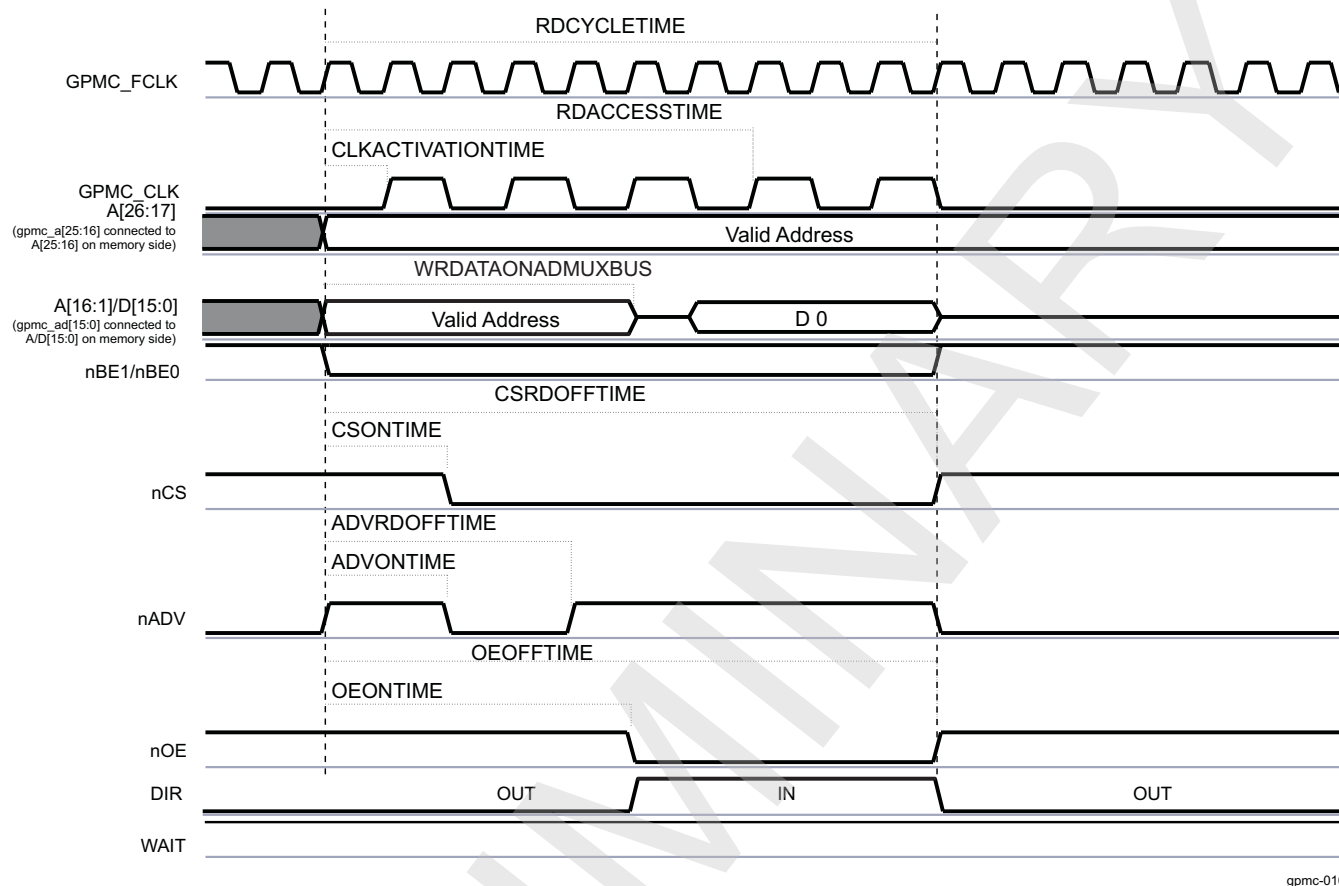 RDCYCLETIME
GPMC_FCLK
RDACCESSTIME
CLKACTIVATIONTIME
GPMC_CLK
A[26:17]
(gpmc_a[25:16] connected to
A[25:16] on memory side)
Valid Address
WRDATAONADMUXBUS
A[16:1]/D[15:0]
(gpmc_ad[15:0] connected to
A/D[15:0] on memory side)
Valid Address
D 0
nBE1/nBE0
CSRDOFFTIME
CSONTIME
nCS
ADVRDOFFTIME
ADVONTIME
nADV
OEOFFTIME
OEONTIME
nOE
DIR
OUT
IN
OUT
WAIT
MINARY